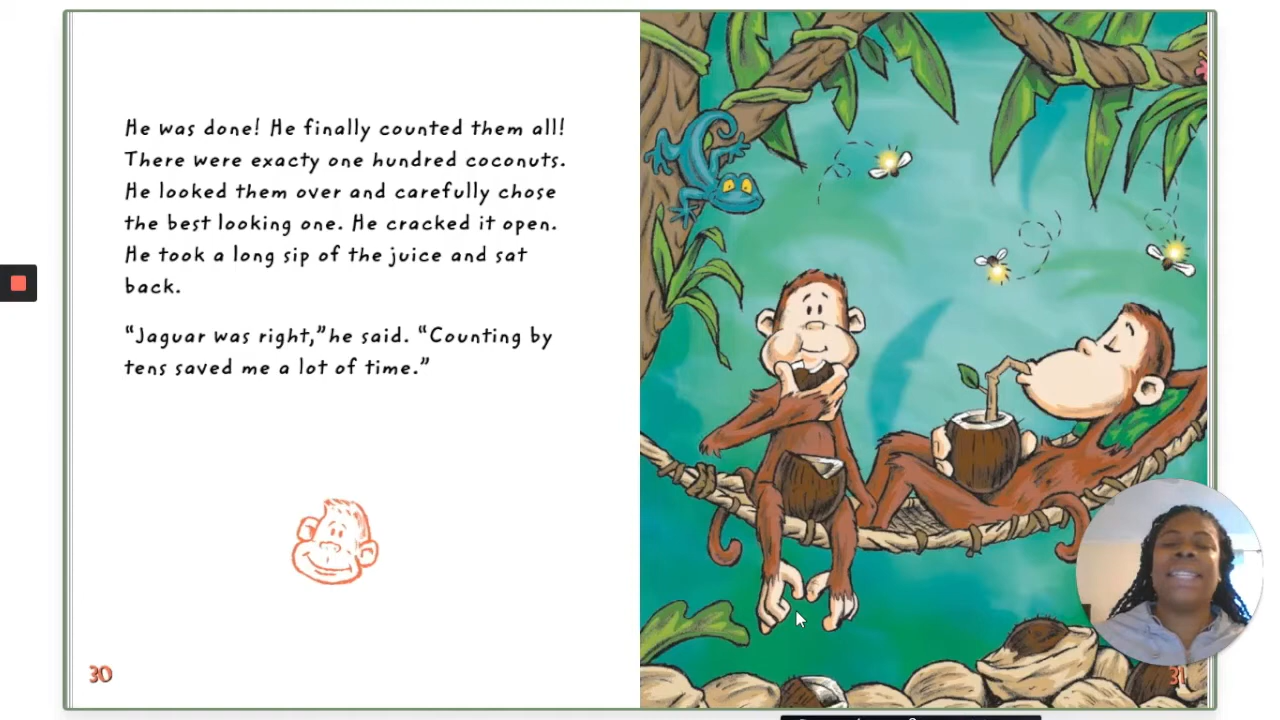 He was done! He finally counted them all!
There were exacty one hundred coconuts.
He looked them over and carefully chose
the best looking one. He cracked it open.
He took a long sip of the juice and sat
back.
“Jaguar was right,” he said. “Counting by
tens saved me a lot of time.”
30
31